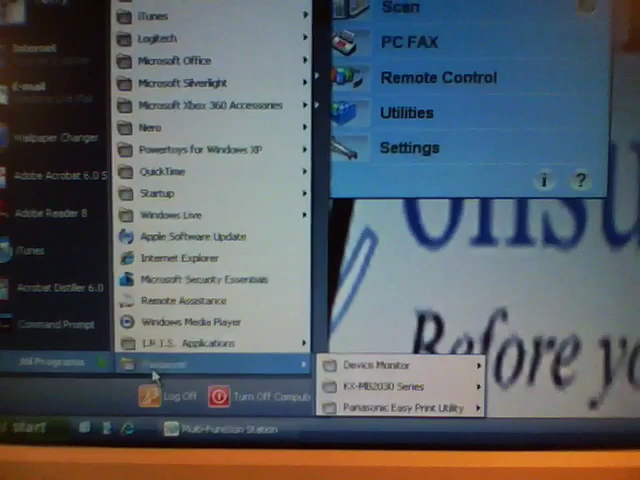 Internet
E-mail
Wallpaper Changer
Adobe Acrobat 6.0 S
Adobe Reader 8
iTunes
Acrobat Distiller 6.0
Command Prompt
All Programs
iTunes
Logitech
Microsoft Office
Microsoft Silverlight
Microsoft Xbox 360 Accessories
Nero
Powertoys for Windows XP
QuickTime
Startup
Windows Live
Apple Software Update
Internet Explorer
Microsoft Security Essentials
Remote Assistance
Windows Media Player
Applications
Panasonic
Device Monitor
KX-MB2030 Series
Panasonic Easy Print Utility
Log Off
Turn Off Comput
start
Multi-Function Station
Scan
PC FAX
Remote Control
Utilities
Settings
i ?
onsu
Before yo